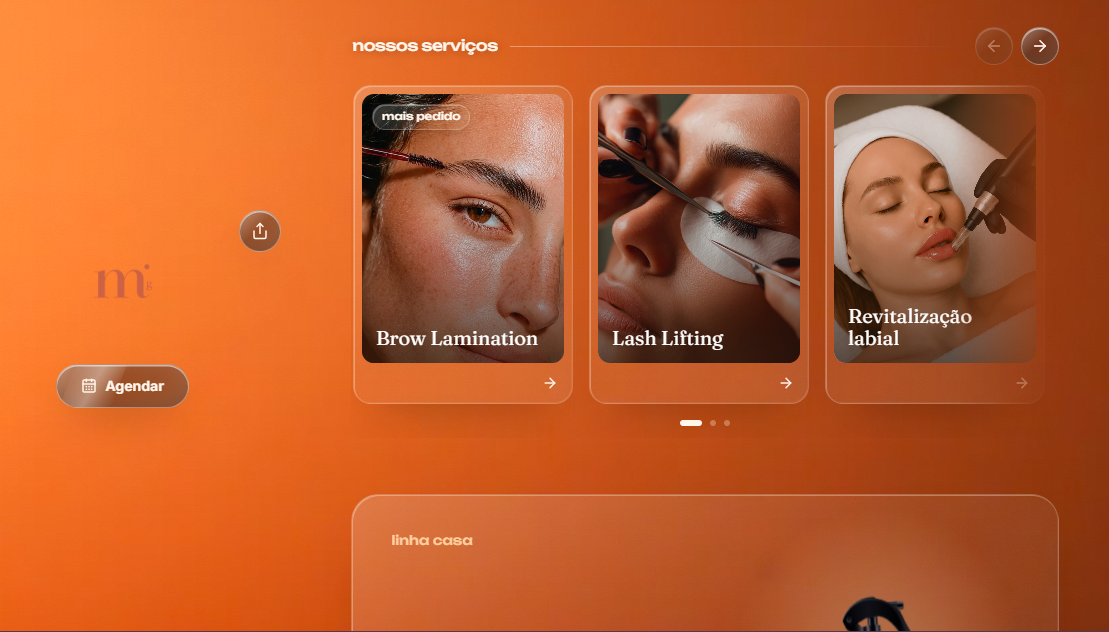 nossos serviços
mais pedido
Brow Lamination
Lash Lifting
Revitalização
labial
m
Agendar
linha casa